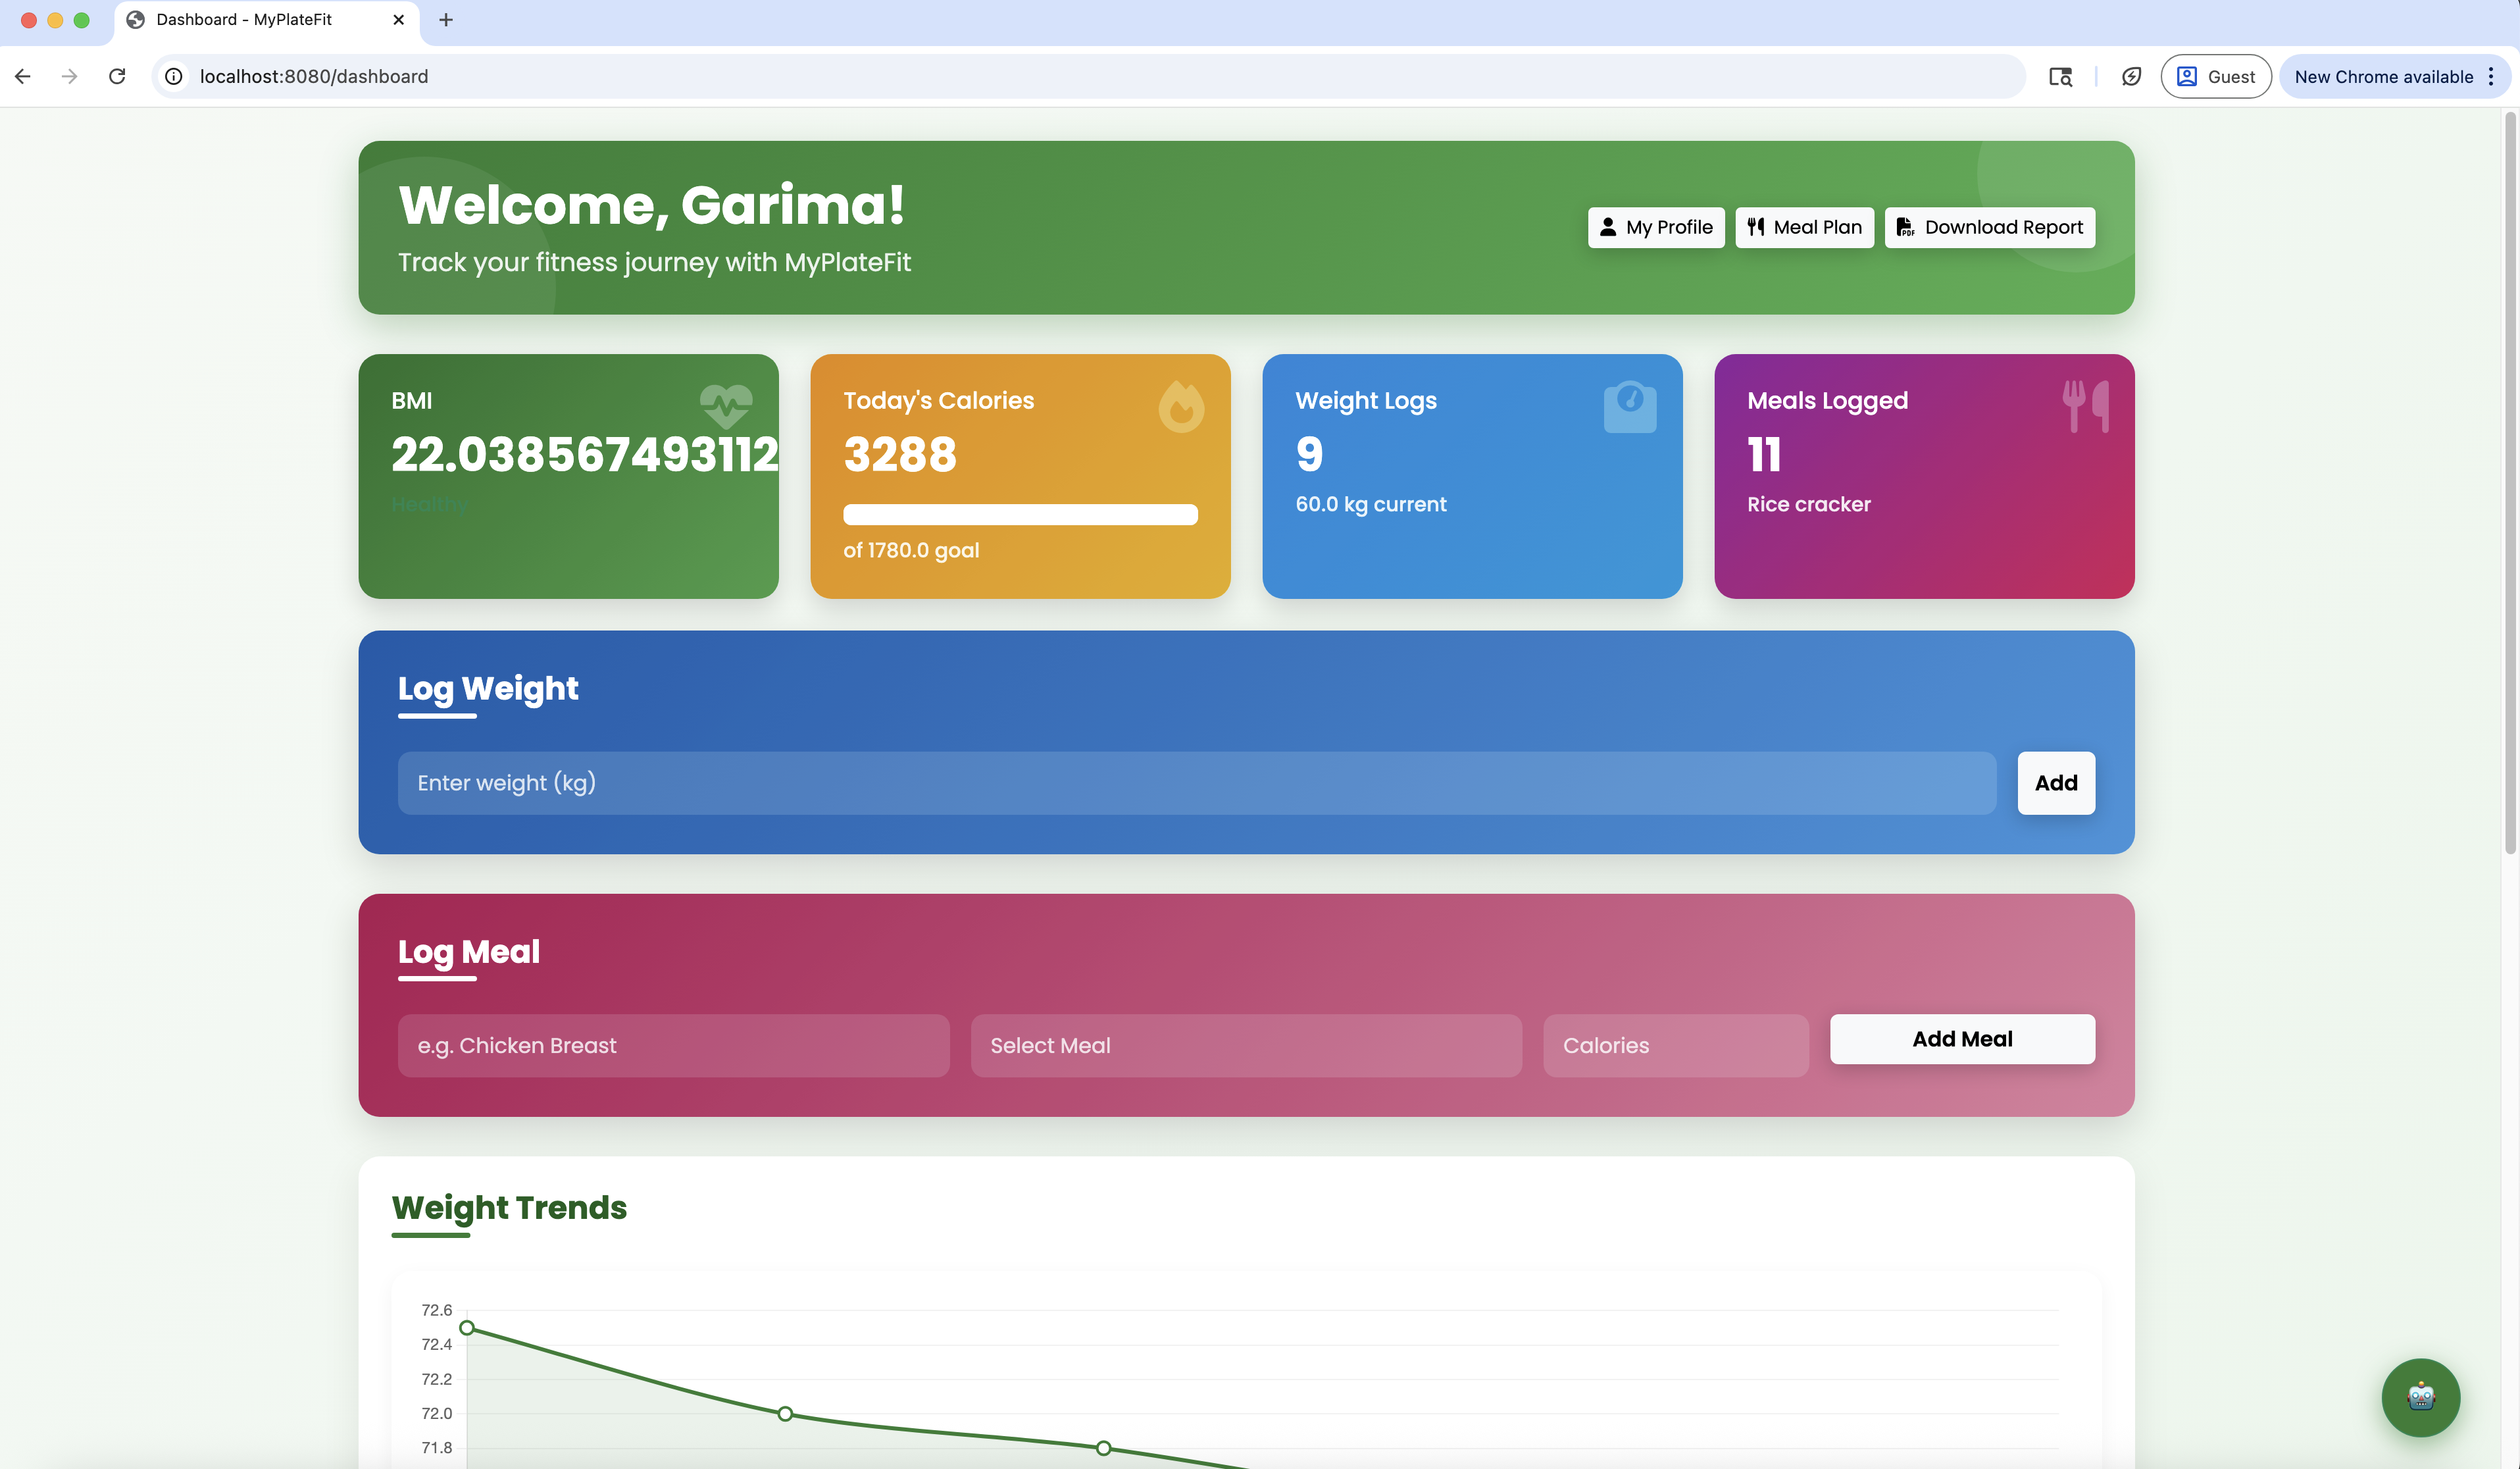 Dashboard - MyPlateFit
localhost:8080/dashboard
Guest
New Chrome available
Welcome, Garima!
Track your fitness journey with MyPlateFit
My Profile
Meal Plan
PDF
Download Report
BMI
22.038567493112
Healthy
Today's Calories
3288
of 1780.0 goal
Weight Logs
9
60.0 kg current
Meals Logged
11
Rice cracker
Log Weight
Enter weight (kg)
Add
Log Meal
e.g. Chicken Breast
Select Meal
Calories
Add Meal
Weight Trends
72.6
72.4
72.2
72.0
71.8